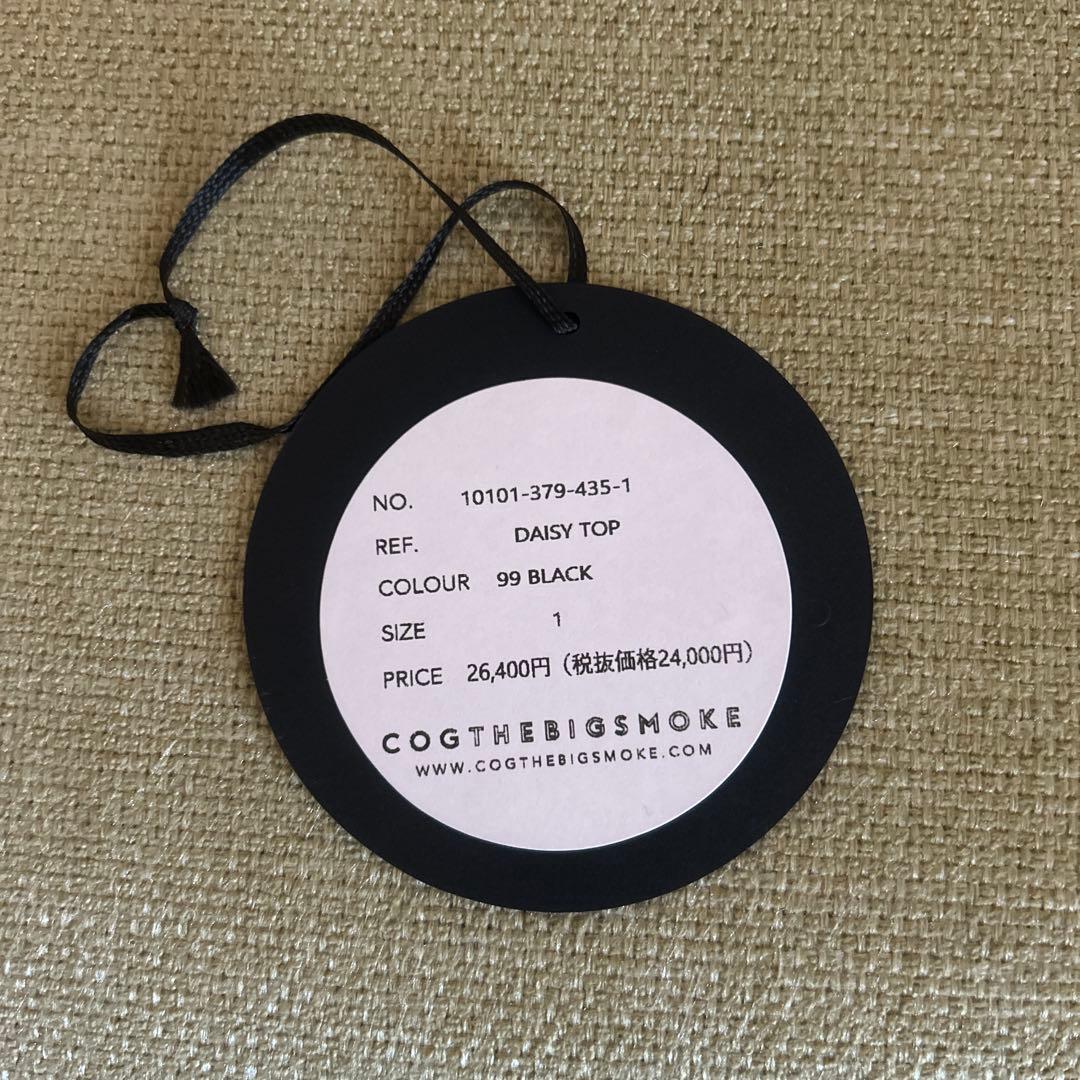 NO. 10101-379-435-1
REF. DAISY TOP
COLOUR 99 BLACK
SIZE 1
PRICE 26,400円（税抜価格24,000円）
COGTHEBIGSMOKE
WWW.COGTHEBIGSMOKE.COM